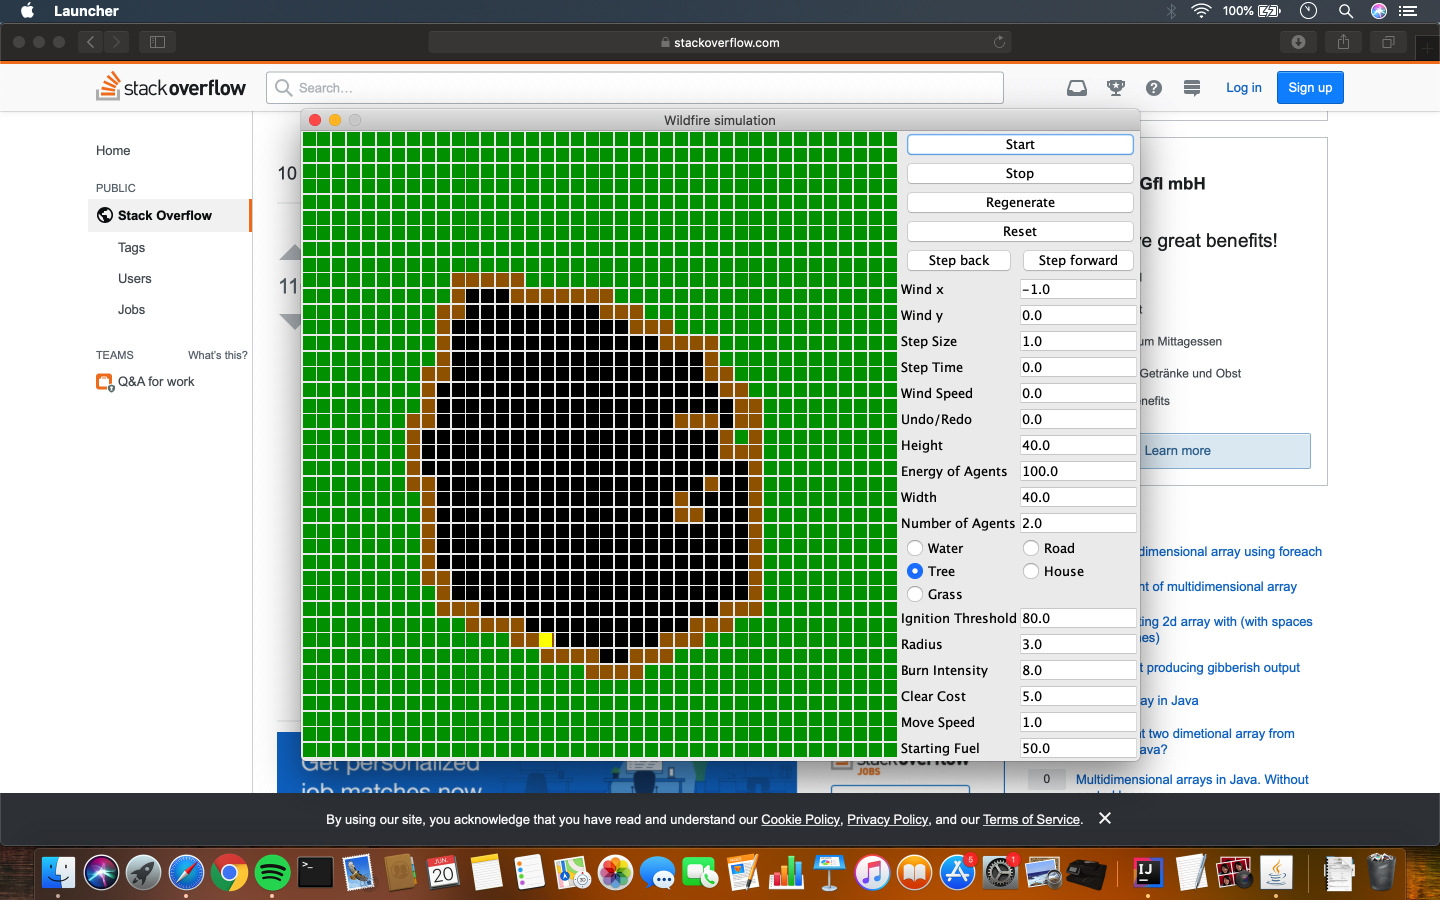 Launcher
100%
stackoverflow.com
stackoverflow
Search...
Log in
Sign up
Home
PUBLIC
Stack Overflow
Tags
Users
Jobs
TEAMS
What's this?
Q&A for work
10
11
Wildfire simulation
Start
Stop
Regenerate
Reset
Step back
Step forward
Wind x
-1.0
Wind y
0.0
Step Size
1.0
Step Time
0.0
Wind Speed
0.0
Undo/Redo
0.0
Height
40.0
Energy of Agents
100.0
Width
40.0
Number of Agents
2.0
Water
Road
Tree
House
Grass
Ignition Threshold
80.0
Radius
3.0
Burn Intensity
8.0
Clear Cost
5.0
Move Speed
1.0
Starting Fuel
50.0
Gfl mbH
e great benefits!
um Mittagessen
Getränke und Obst
nefits
Learn more
dimensional array using foreach
nt of multidimensional array
ting 2d array with (with spaces
es)
t producing gibberish output
ay in Java
t two dimetional array from
ava?
0
Multidimensional arrays in Java. Without
Get personalized
job matches now
stackoverflow
JOBS
By using our site, you acknowledge that you have read and understand our Cookie Policy, Privacy Policy, and our Terms of Service.
JUN
20
5
1
IJ